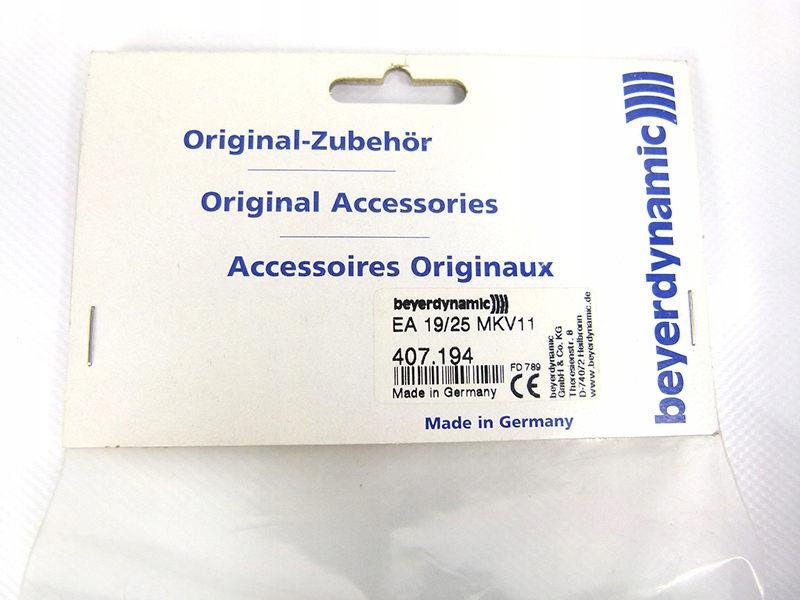 Original-Zubehör
Original Accessories
Accessoires Originaux
beyerdynamic))))
EA 19/25 MKV11
407.194
FD 789
CE
Made in Germany
beyerdynamic
GmbH & Co. KG
Theresienstr. 8
D-74072 Heilbronn
www.beyerdynamic.de
Made in Germany
beyerdynamic))))